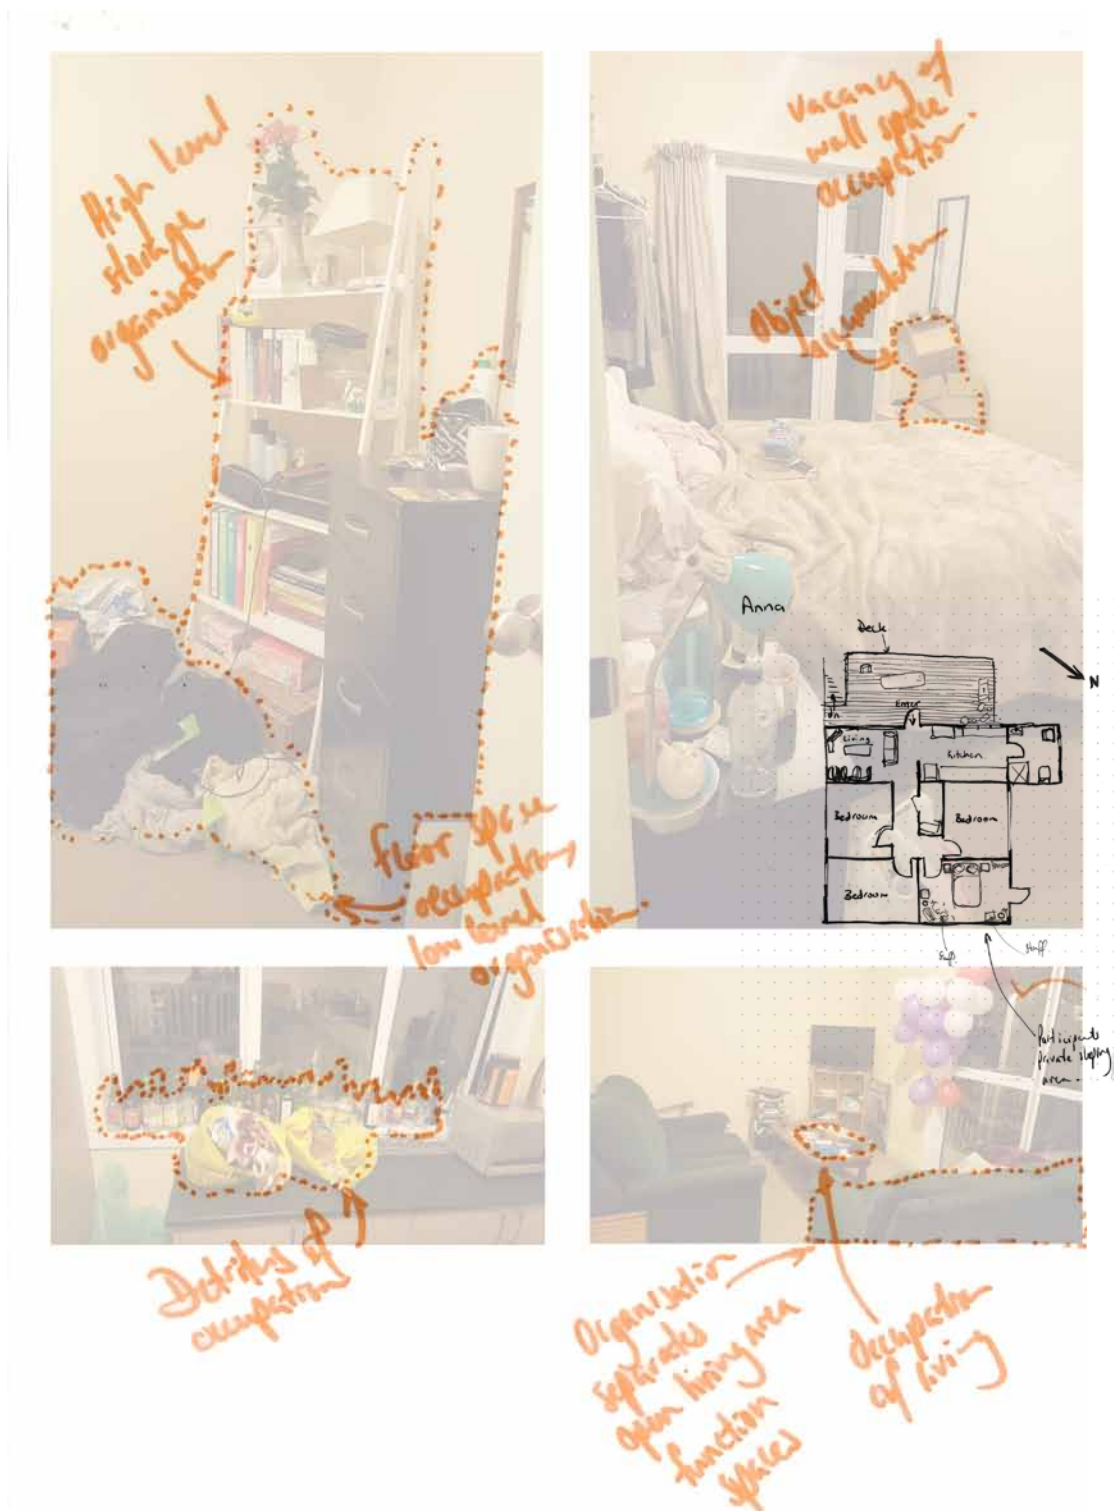 High level
storage
organisation
vacancy of
wall space
occupation.
Object
accumulation
floor space
occupation,
low level
organisation.
Anna
Deck
N
Enter
Living
Kitchen
Bedroom
Bedroom
Bedroom
Stuff
Participants
private sleeping
area.
Detritus of
occupation
Organisation
separates
open living area
function
spaces
Occupation
of living